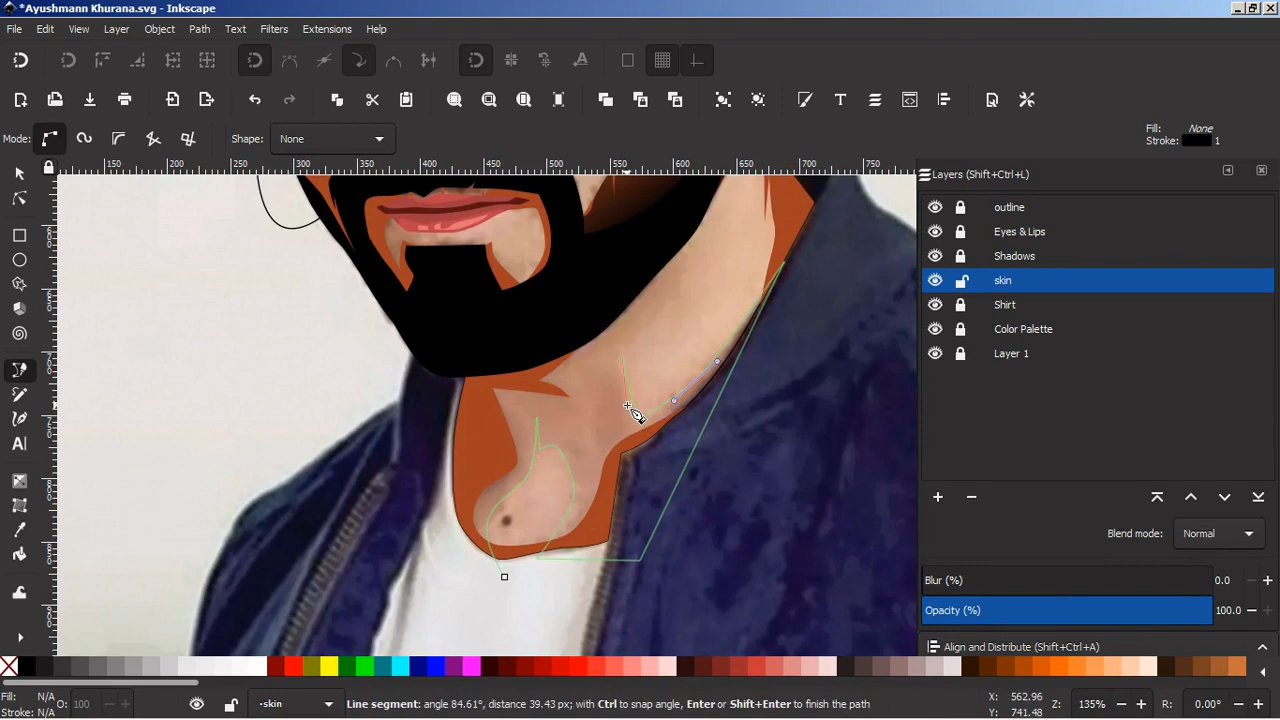 *Ayushmann Khurana.svg - Inkscape
File Edit View Layer Object Path Text Filters Extensions Help
Mode: Shape: None Fill: None
Stroke: 1
150 200 250 300 350 400 450 500 550 600 650 700 750
Layers (Shift+Ctrl+L)
outline
Eyes & Lips
Shadows
skin
Shirt
Color Palette
Layer 1
Blend mode: Normal
Blur (%) 0.0
Opacity (%) 100.0
Align and Distribute (Shift+Ctrl+A)
Fill: N/A O: 100
Stroke: N/A
-skin
Line segment: angle 84.61°, distance 39.43 px; with Ctrl to snap angle, Enter or Shift+Enter to finish the path
X: 562.96
Y: 741.48
Z: 135%
R: 0.00°